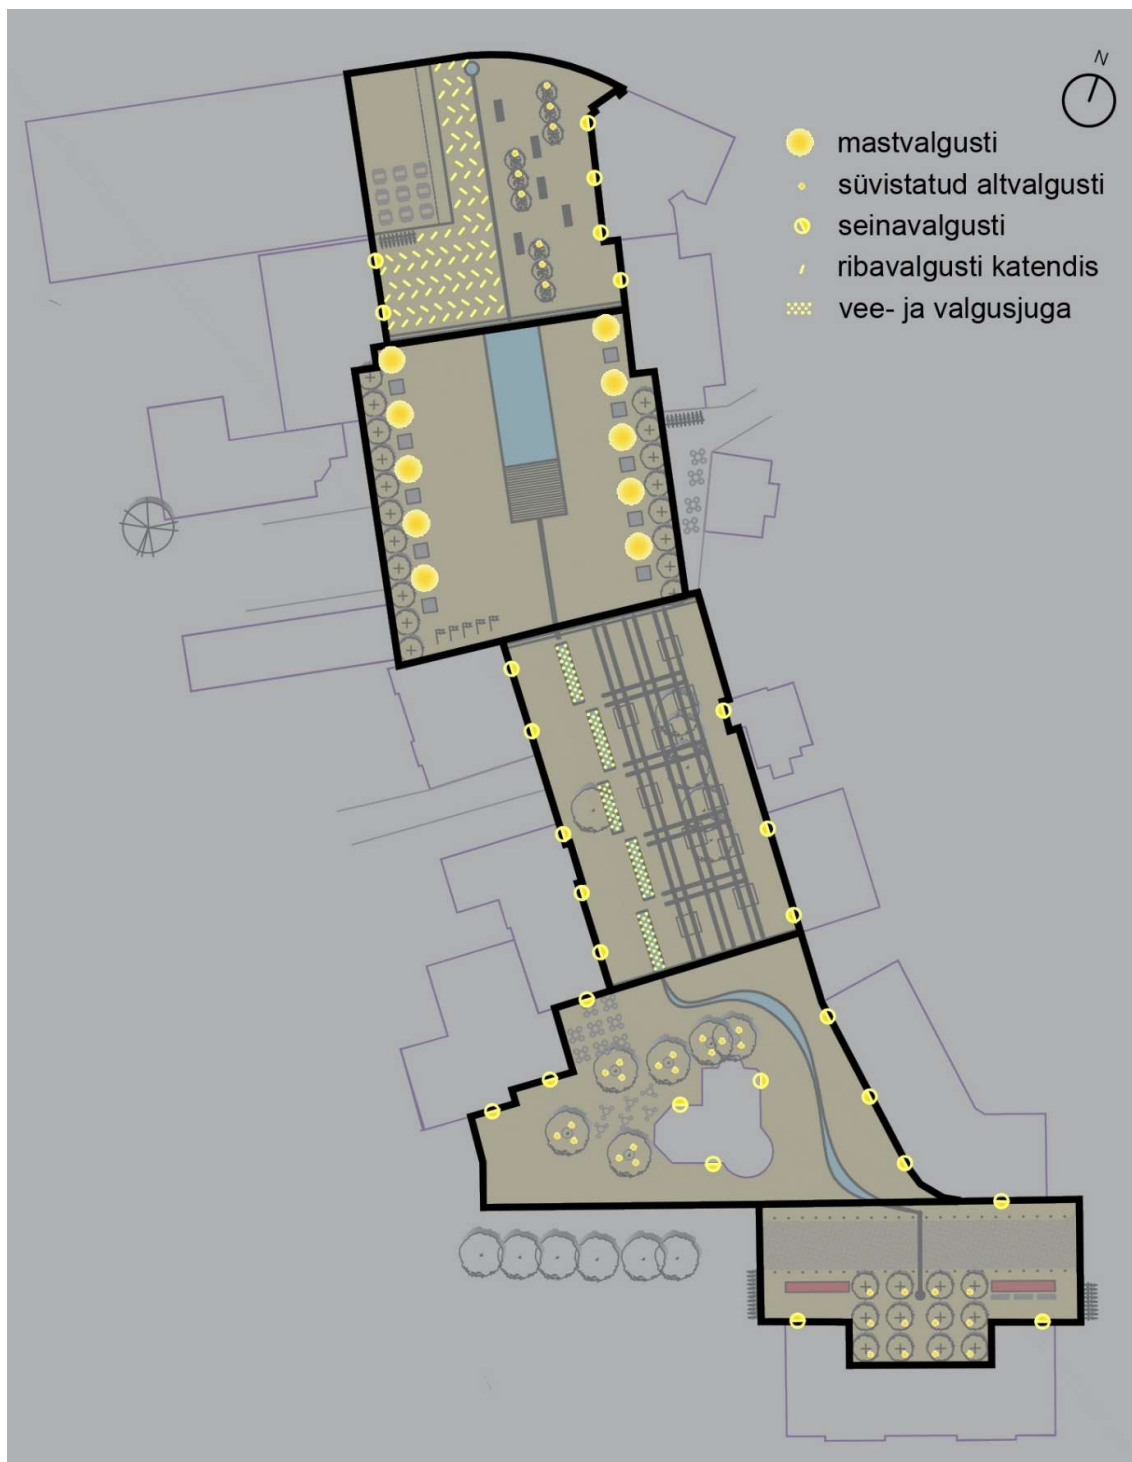 N
mastvalgusti
süvistatud altvalgusti
seinavalgusti
ribavalgusti katendis
vee- ja valgusjuga